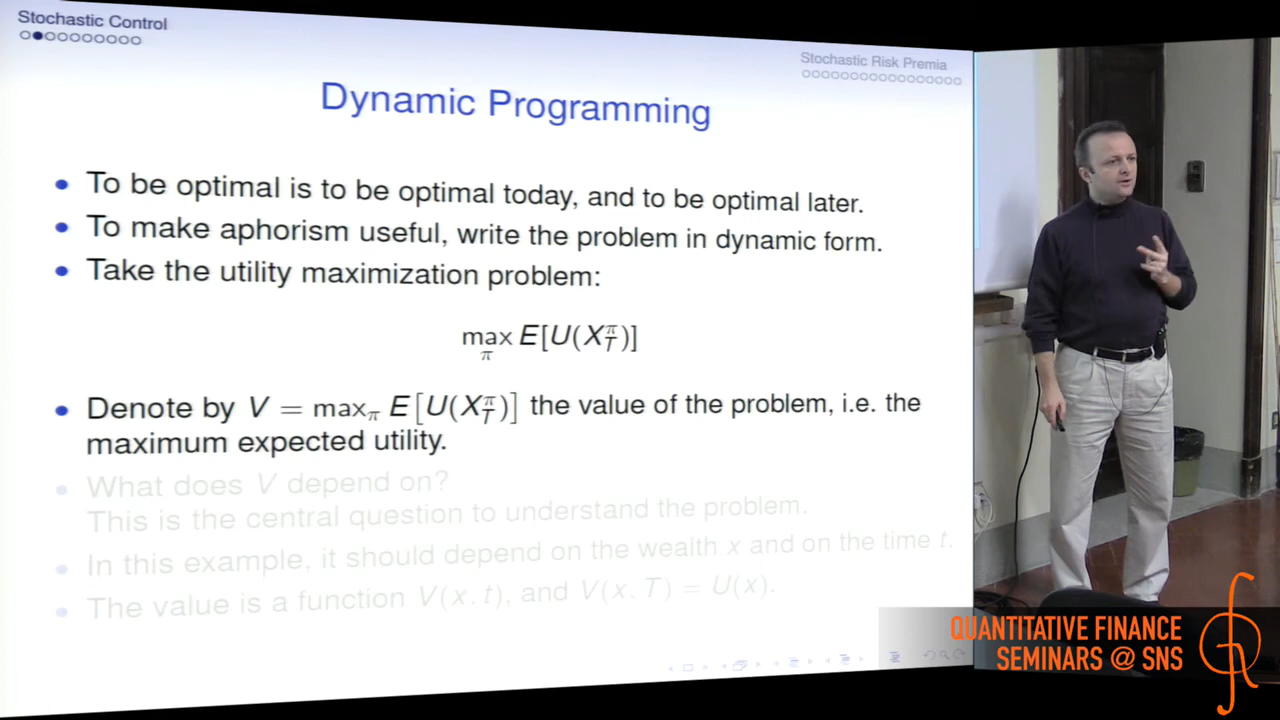 Stochastic Control
Stochastic Risk Premia
Dynamic Programming
• To be optimal is to be optimal today, and to be optimal later.
• To make aphorism useful, write the problem in dynamic form.
• Take the utility maximization problem:
max_π E[U(X_T^π)]
• Denote by V = max_π E[U(X_T^π)] the value of the problem, i.e. the
maximum expected utility.
• What does V depend on?
This is the central question to understand the problem.
• In this example, it should depend on the wealth x and on the time t.
• The value is a function V(x, t), and V(x, T) = U(x).
QUANTITATIVE FINANCE
SEMINARS @ SNS